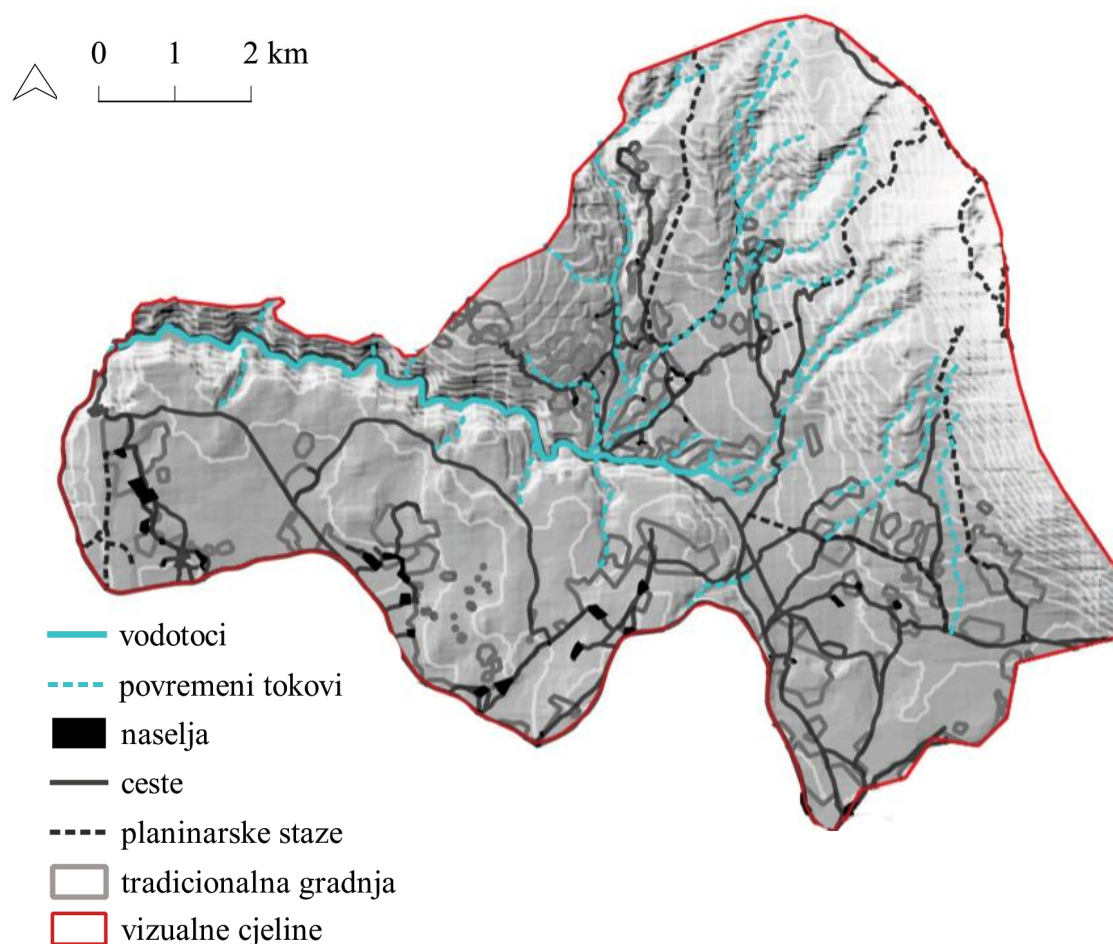 0 1 2 km
vodotoci
povremeni tokovi
naselja
ceste
planinarske staze
tradicionalna gradnja
vizualne cjeline